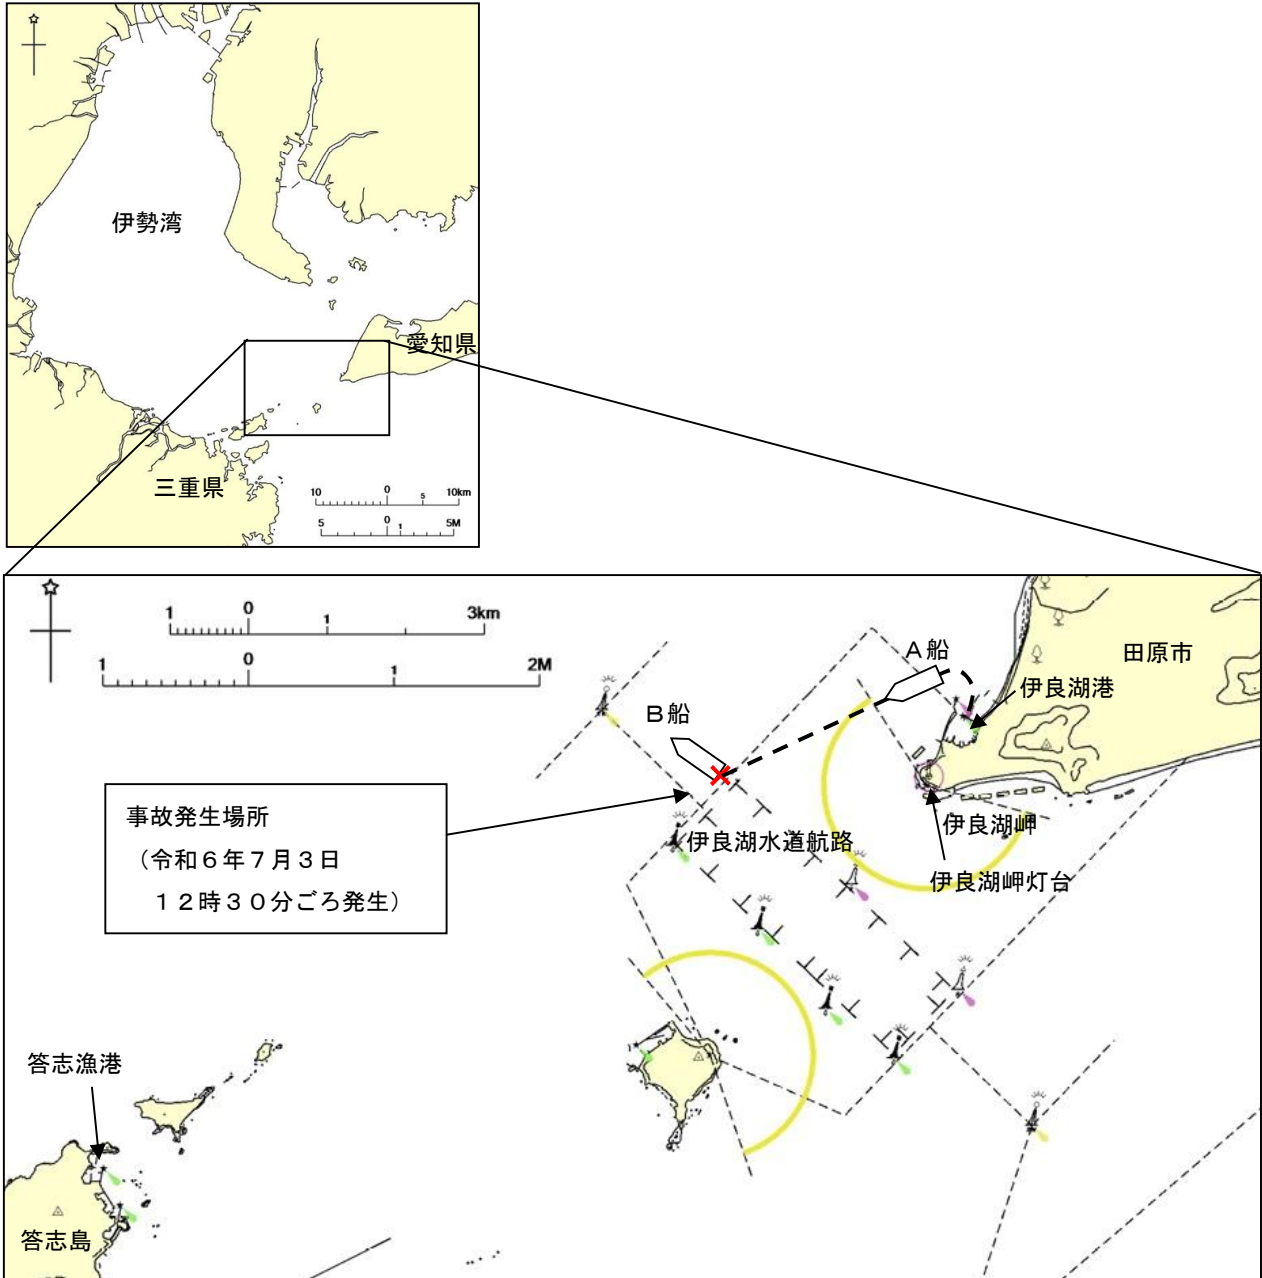 伊勢湾
愛知県
三重県
10 0 5 10km
5 0 1 5M
1 0 1 3km
1 0 1 2M
A船
田原市
伊良湖港
B船
事故発生場所
（令和６年７月３日
１２時３０分ごろ発生）
伊良湖水道航路
伊良湖岬
伊良湖岬灯台
答志漁港
答志島